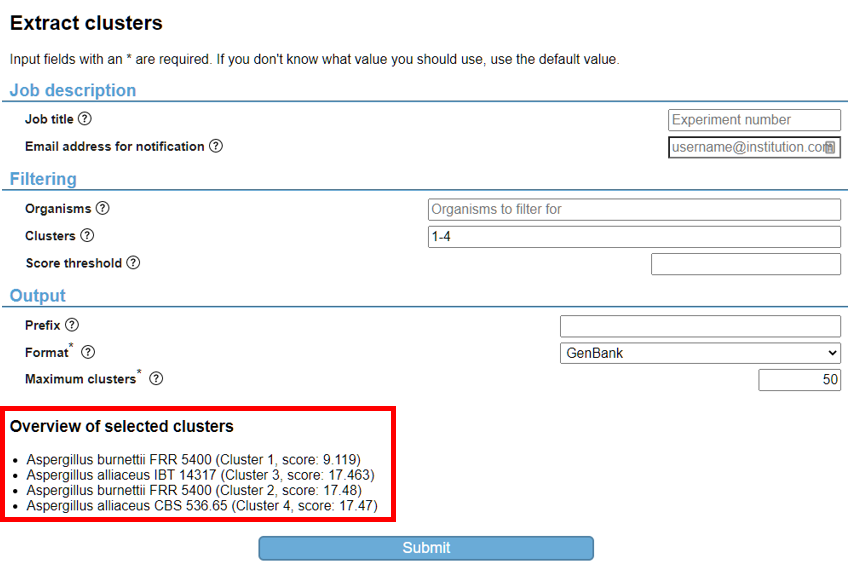 Extract clusters
Input fields with an * are required. If you don't know what value you should use, use the default value.
Job description
Job title ?
Experiment number
Email address for notification ?
username@institution.com
Filtering
Organisms ?
Organisms to filter for
Clusters ?
1-4
Score threshold ?
Output
Prefix ?
Format* ?
GenBank
Maximum clusters* ?
50
Overview of selected clusters
• Aspergillus burnettii FRR 5400 (Cluster 1, score: 9.119)
• Aspergillus alliaceus IBT 14317 (Cluster 3, score: 17.463)
• Aspergillus burnettii FRR 5400 (Cluster 2, score: 17.48)
• Aspergillus alliaceus CBS 536.65 (Cluster 4, score: 17.47)
Submit